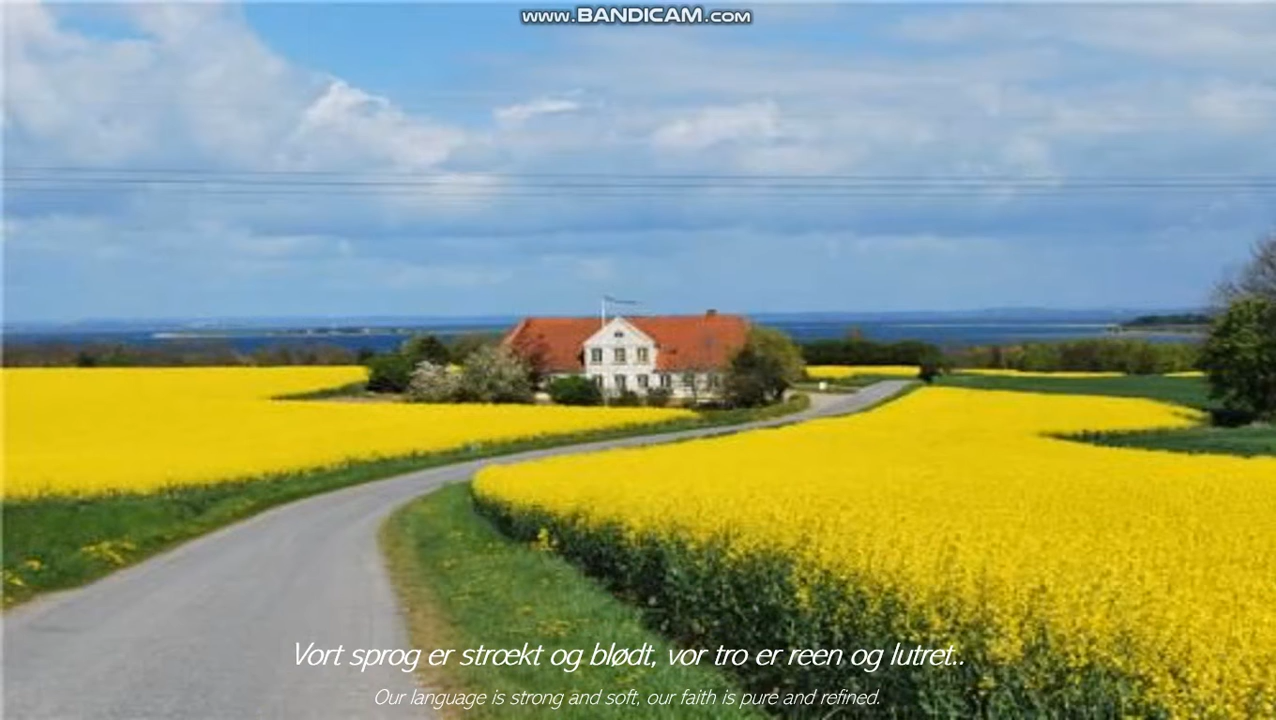 www.BANDICAM.com
Vort sprog er strœkt og blødt, vor tro er reen og lutret..
Our language is strong and soft, our faith is pure and refined.